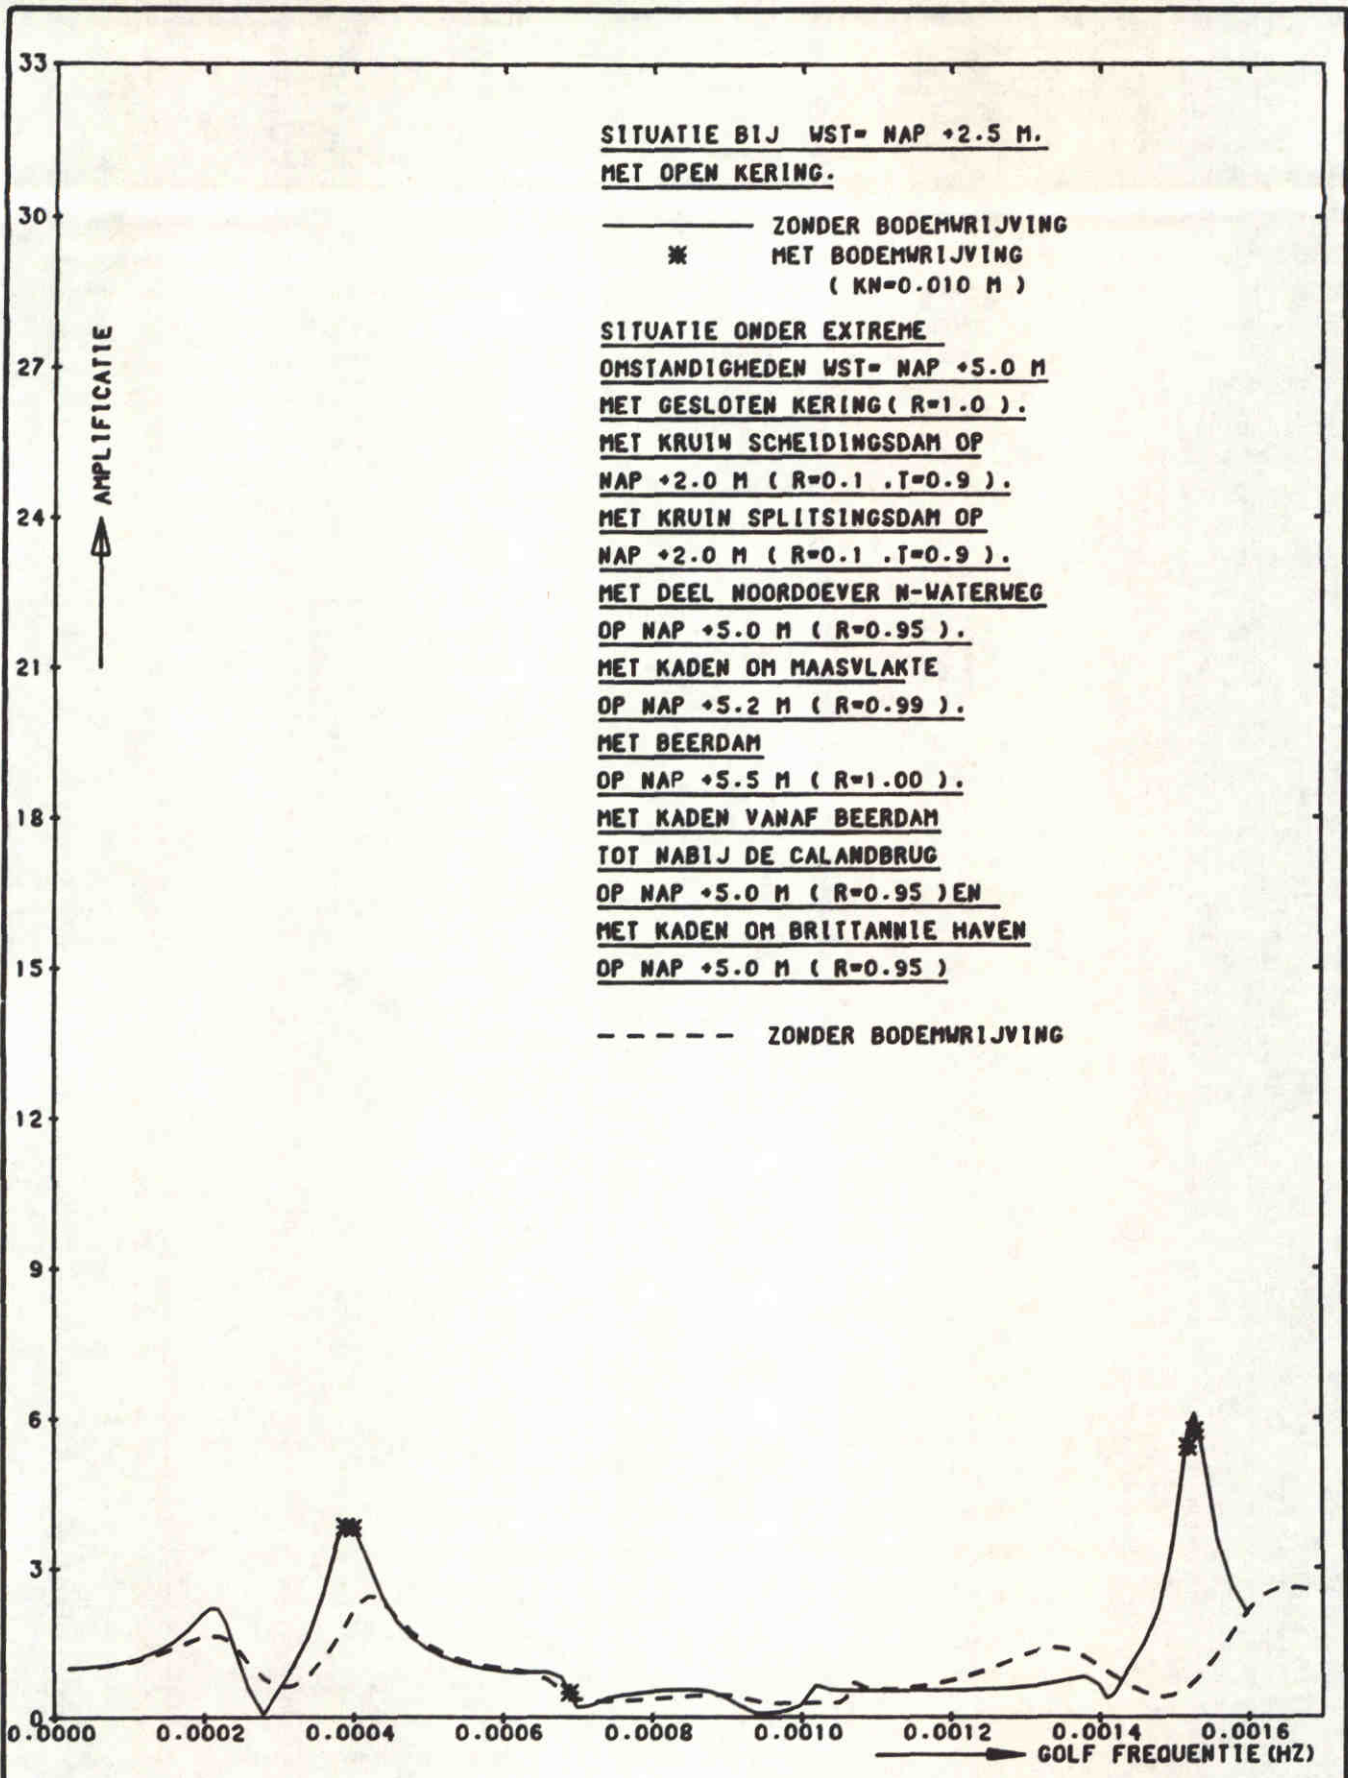 33
30
27
24
21
18
15
12
9
6
3
0
AMPLIFICATIE
SITUATIE BIJ WST= NAP +2.5 M.
MET OPEN KERING.
ZONDER BODEMWRIJVING
MET BODEMWRIJVING
( KN=0.010 M )
SITUATIE ONDER EXTREME
OMSTANDIGHEDEN WST= NAP +5.0 M
MET GESLOTEN KERING( R=1.0 ).
MET KRUIN SCHEIDINGSDAM OP
NAP +2.0 M ( R=0.1 .T=0.9 ).
MET KRUIN SPLITSINGSDAM OP
NAP +2.0 M ( R=0.1 .T=0.9 ).
MET DEEL NOORDOEVER N-WATERWEG
OP NAP +5.0 M ( R=0.95 ).
MET KADEN OM MAASVLAKTE
OP NAP +5.2 M ( R=0.99 ).
MET BEERDAM
OP NAP +5.5 M ( R=1.00 ).
MET KADEN VANAF BEERDAM
TOT NABIJ DE CALANDBRUG
OP NAP +5.0 M ( R=0.95 )EN
MET KADEN OM BRITTANNIE HAVEN
OP NAP +5.0 M ( R=0.95 )
ZONDER BODEMWRIJVING
0.0000 0.0002 0.0004 0.0006 0.0008 0.0010 0.0012 0.0014 0.0016
GOLF FREQUENTIE(HZ)